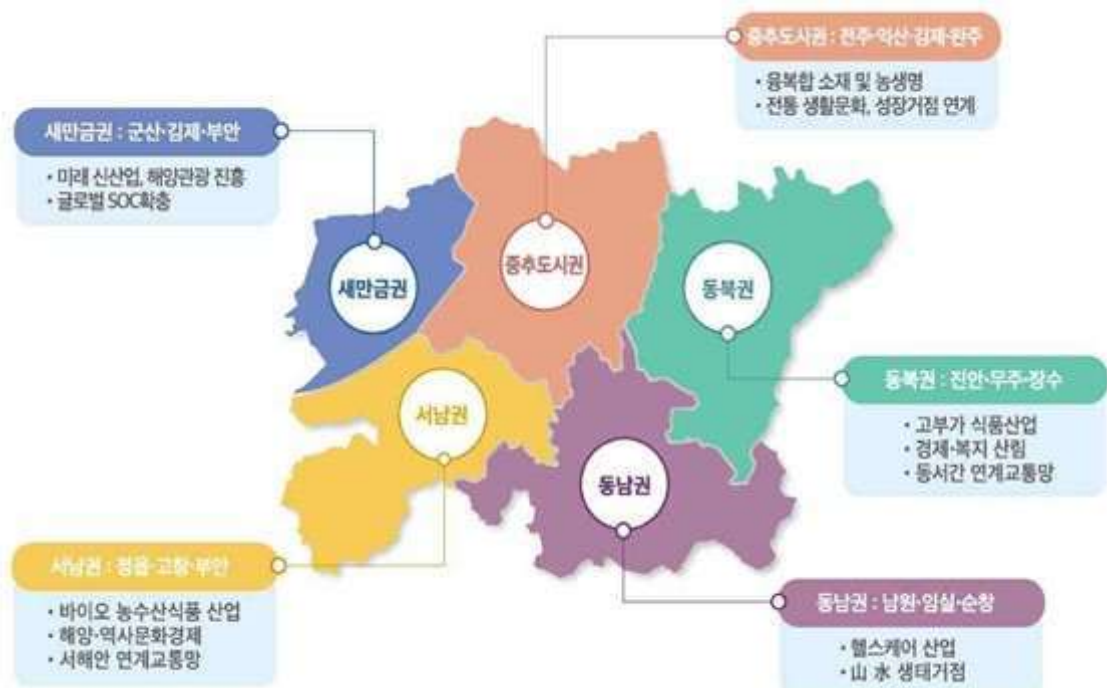 중추도시권 : 전주·익산·김제·완주
• 융복합 소재 및 농생명
• 전통 생활문화, 성장거점 연계
새만금권 : 군산·김제·부안
• 미래 신산업, 해양관광 진흥
• 글로벌 SOC확충
새만금권
중추도시권
동북권
동북권 : 진안·무주·장수
• 고부가 식품산업
• 경제·복지 산림
• 동서간 연계교통망
서남권
동남권
서남권 : 정읍·고창·부안
• 바이오 농수산식품 산업
• 해양·역사문화경제
• 서해안 연계교통망
동남권 : 남원·임실·순창
• 헬스케어 산업
• 山 水 생태거점